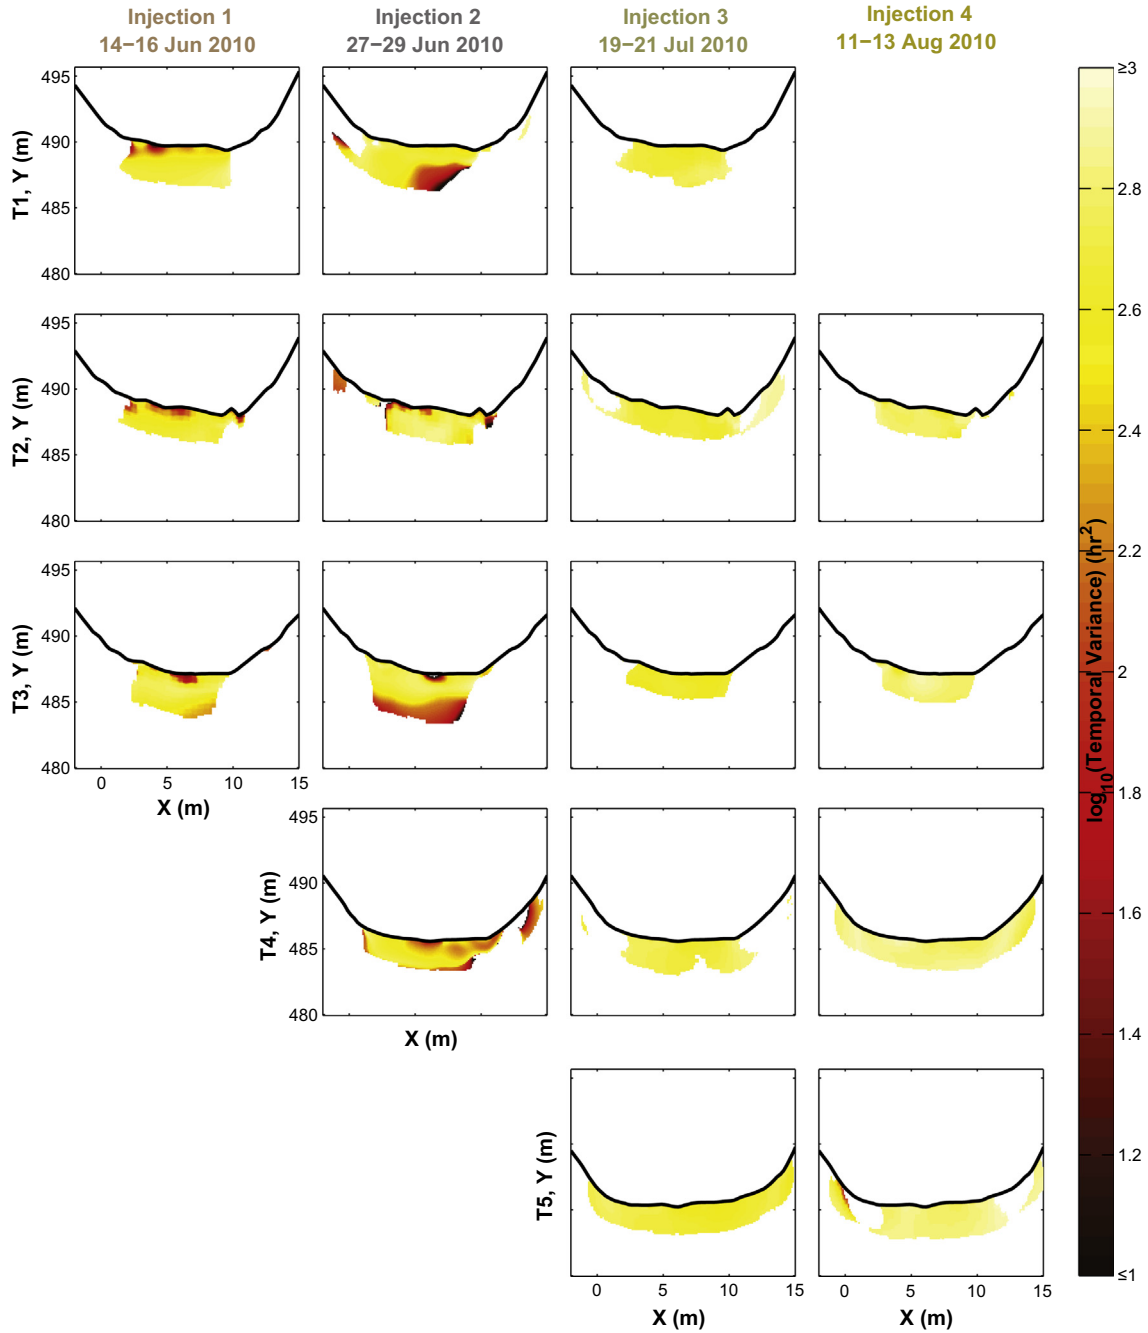 Injection 1
14−16 Jun 2010
Injection 2
27−29 Jun 2010
Injection 3
19−21 Jul 2010
Injection 4
11−13 Aug 2010
T1, Y (m)
495
490
485
480
T2, Y (m)
495
490
485
480
T3, Y (m)
495
490
485
480
0 5 10 15
X (m)
T4, Y (m)
495
490
485
480
X (m)
T5, Y (m)
0 5 10 15
X (m)
0 5 10 15
X (m)
≥3
2.8
2.6
2.4
2.2
2
1.8
1.6
1.4
1.2
≤1
log10(Temporal Variance) (hr²)